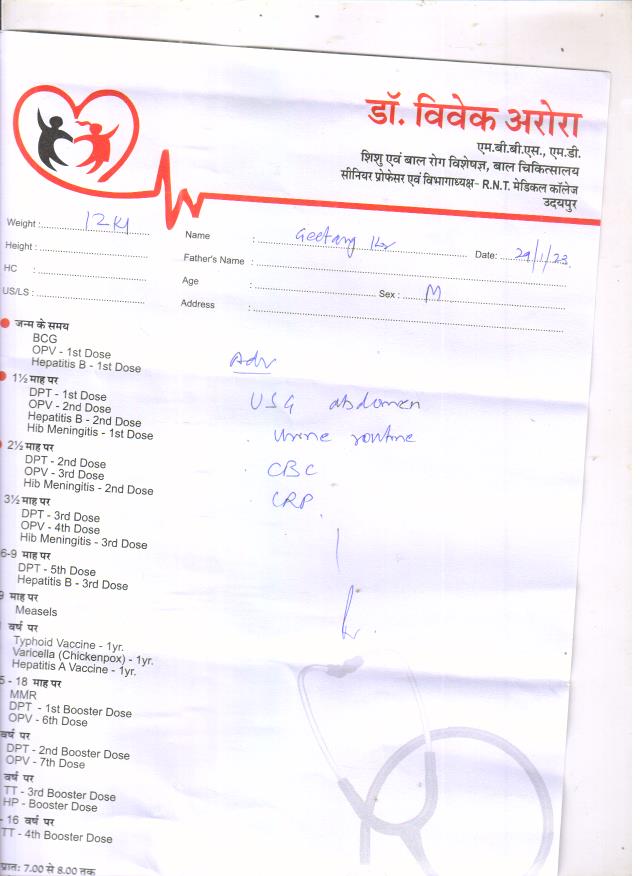 डॉ. विवेक अरोरा
एम.बी.बी.एस., एम.डी.
शिशु एवं बाल रोग विशेषज्ञ, बाल चिकित्सालय
सीनियर प्रोफेसर एवं विभागाध्यक्ष- R.N.T. मेडिकल कॉलेज
उदयपुर
Weight : 12 kg
Name : Geetang
Date: 29/1/23
Height :
Father's Name :
HC :
Age : Sex : M
US/LS :
Address :
जन्म के समय
BCG
OPV - 1st Dose
Hepatitis B - 1st Dose
1½ माह पर
DPT - 1st Dose
OPV - 2nd Dose
Hepatitis B - 2nd Dose
Hib Meningitis - 1st Dose
2½ माह पर
DPT - 2nd Dose
OPV - 3rd Dose
Hib Meningitis - 2nd Dose
3½ माह पर
DPT - 3rd Dose
OPV - 4th Dose
Hib Meningitis - 3rd Dose
6-9 माह पर
DPT - 5th Dose
Hepatitis B - 3rd Dose
9 माह पर
Measels
वर्ष पर
Typhoid Vaccine - 1yr.
Varicella (Chickenpox) - 1yr.
Hepatitis A Vaccine - 1yr.
5 - 18 माह पर
MMR
DPT - 1st Booster Dose
OPV - 6th Dose
वर्ष पर
DPT - 2nd Booster Dose
OPV - 7th Dose
वर्ष पर
TT - 3rd Booster Dose
HP - Booster Dose
- 16 वर्ष पर
TT - 4th Booster Dose
प्रात: 7.00 से 8.00 तक
Adv
USG abdomen
Urine routine
CBC
CRP